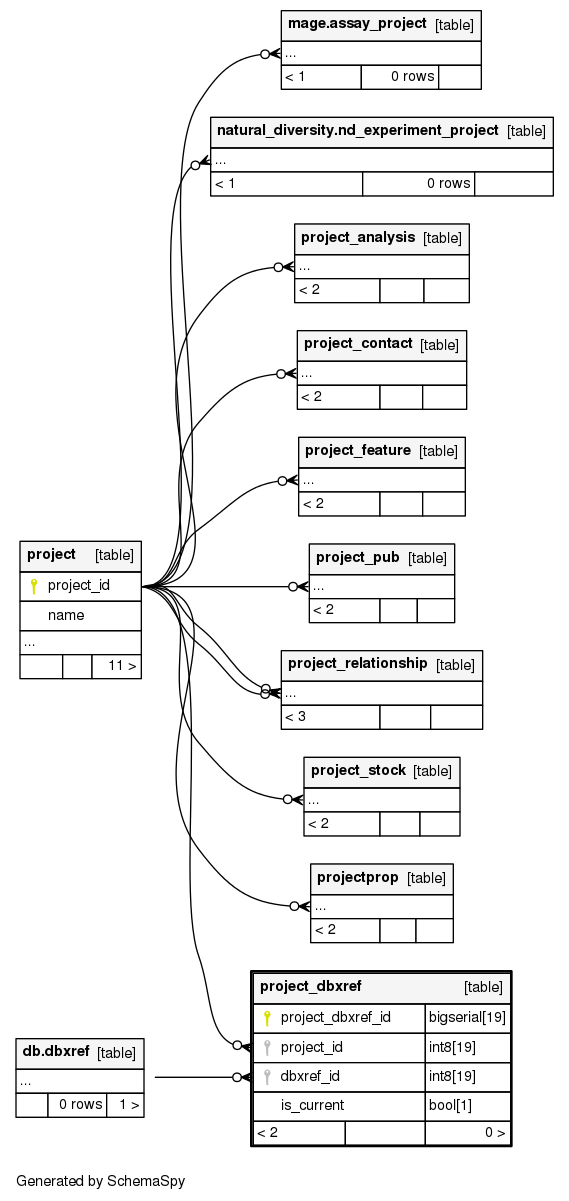 mage.assay_project [table]
...
< 1 0 rows
natural_diversity.nd_experiment_project [table]
...
< 1 0 rows
project_analysis [table]
...
< 2
project_contact [table]
...
< 2
project_feature [table]
...
< 2
project [table]
project_id
name
...
11 >
project_pub [table]
...
< 2
project_relationship [table]
...
< 3
project_stock [table]
...
< 2
projectprop [table]
...
< 2
project_dbxref [table]
project_dbxref_id bigserial[19]
project_id int8[19]
dbxref_id int8[19]
is_current bool[1]
< 2 0 >
db.dbxref [table]
...
0 rows 1 >
Generated by SchemaSpy